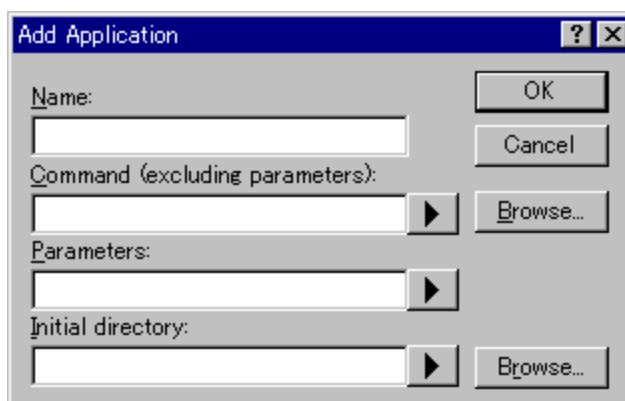 Add Application
Name:
OK
Cancel
Command (excluding parameters):
Browse...
Parameters:
Initial directory:
Browse...